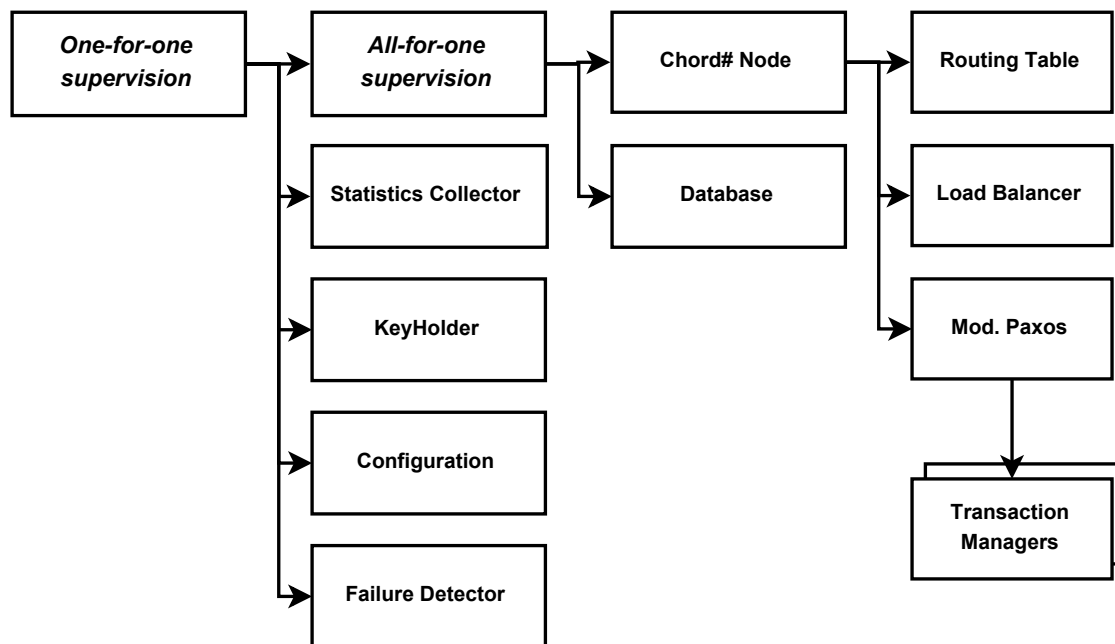 One-for-one
supervision
All-for-one
supervision
Chord# Node
Routing Table
Statistics Collector
Database
Load Balancer
KeyHolder
Mod. Paxos
Configuration
Transaction
Managers
Failure Detector